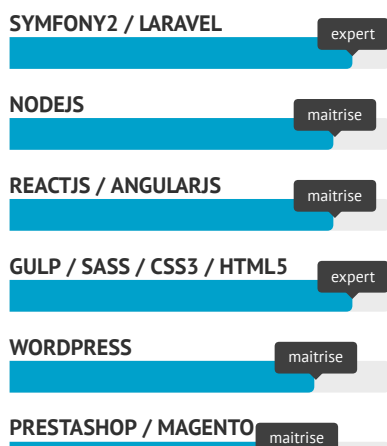 SYMFONY2 / LARAVEL
expert
NODEJS
maitrise
REACTJS / ANGULARJS
maitrise
GULP / SASS / CSS3 / HTML5
expert
WORDPRESS
maitrise
PRESTASHOP / MAGENTO
maitrise